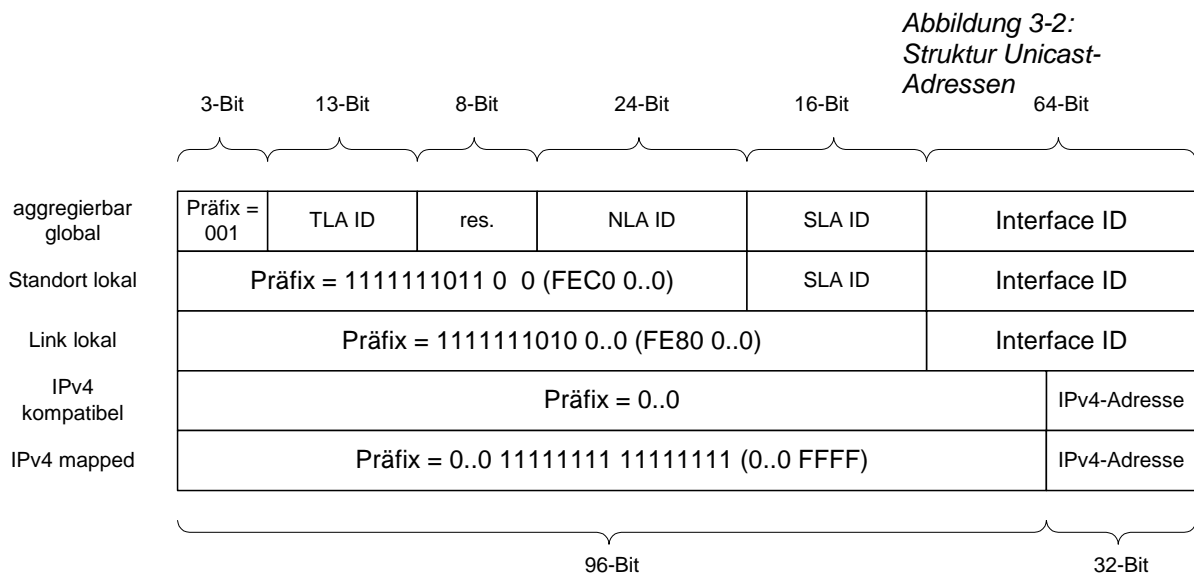 Abbildung 3-2:
Struktur Unicast-
Adressen
3-Bit 13-Bit 8-Bit 24-Bit 16-Bit 64-Bit
aggregierbar
global
Präfix =
001
TLA ID
res.
NLA ID
SLA ID
Interface ID
Standort lokal
Präfix = 1111111011 0 0 (FEC0 0..0)
SLA ID
Interface ID
Link lokal
Präfix = 1111111010 0..0 (FE80 0..0)
Interface ID
IPv4
kompatibel
Präfix = 0..0
IPv4-Adresse
IPv4 mapped
Präfix = 0..0 11111111 11111111 (0..0 FFFF)
IPv4-Adresse
96-Bit 32-Bit